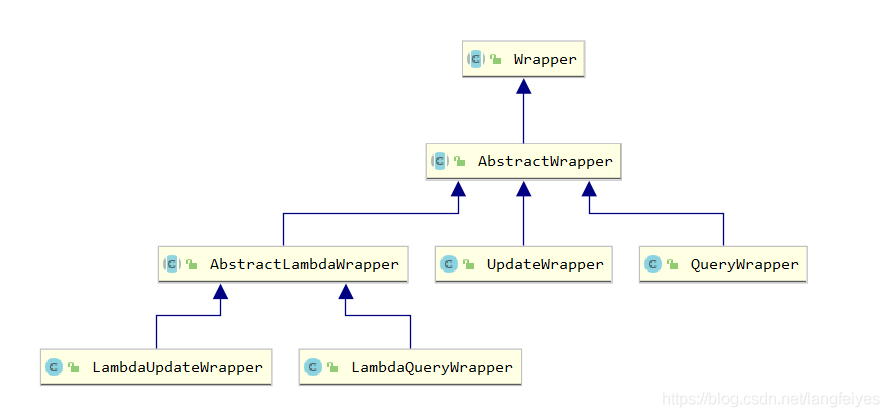 Wrapper
AbstractWrapper
AbstractLambdaWrapper
UpdateWrapper
QueryWrapper
LambdaUpdateWrapper
LambdaQueryWrapper
https://blog.csdn.net/langfeiyes